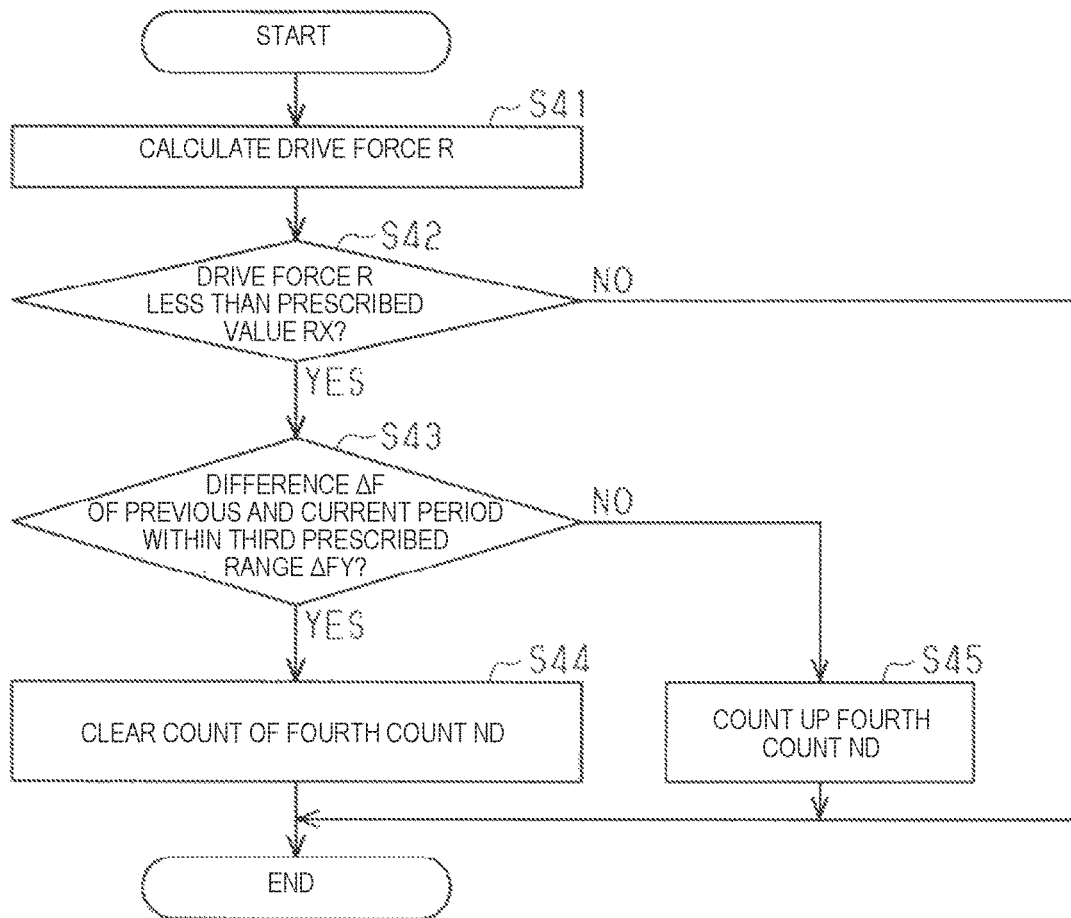 START
S41
CALCULATE DRIVE FORCE R
S42
DRIVE FORCE R
LESS THAN PRESCRIBED
VALUE RX?
NO
YES
S43
DIFFERENCE ΔF
OF PREVIOUS AND CURRENT PERIOD
WITHIN THIRD PRESCRIBED
RANGE ΔFY?
NO
YES
S44
CLEAR COUNT OF FOURTH COUNT ND
S45
COUNT UP FOURTH
COUNT ND
END